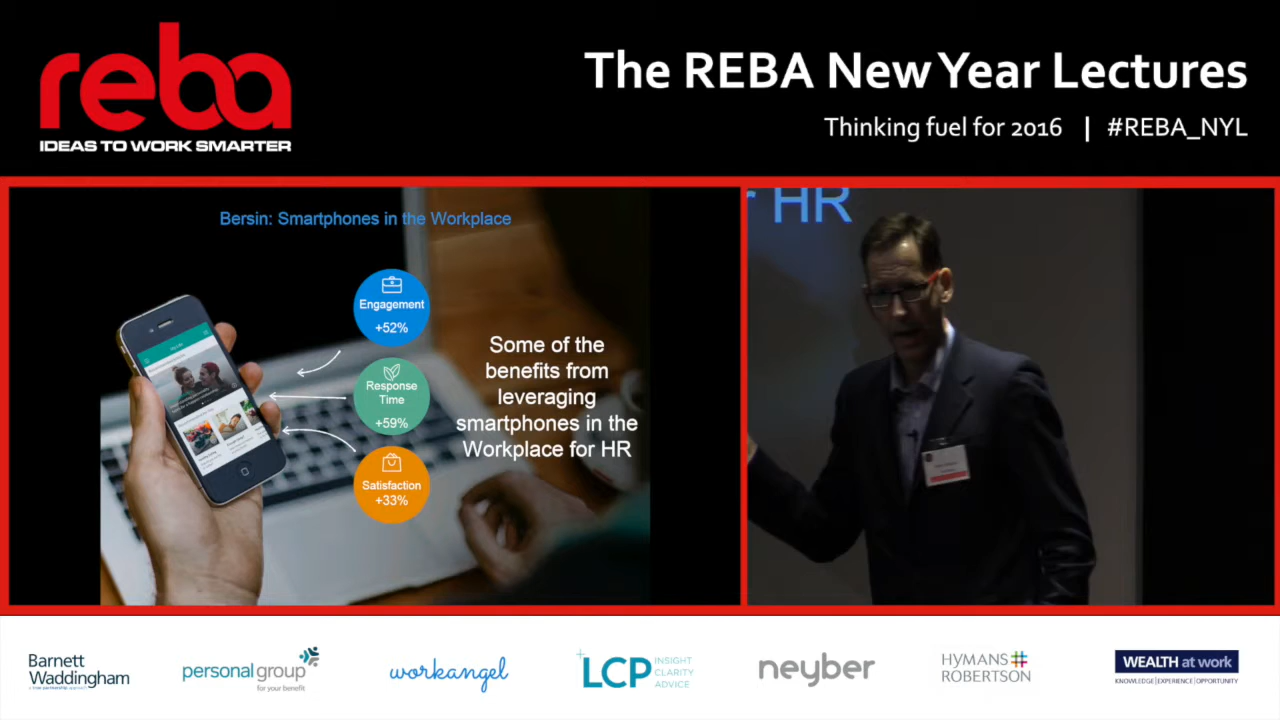 reba
IDEAS TO WORK SMARTER
The REBA New Year Lectures
Thinking fuel for 2016 | #REBA_NYL
Bersin: Smartphones in the Workplace
Engagement
+52%
Response
Time
+59%
Satisfaction
+33%
Some of the
benefits from
leveraging
smartphones in the
Workplace for HR
HR
Barnett
Waddingham
a true partnership approach
personal group
for your benefit
workangel
LCP INSIGHT
CLARITY
ADVICE
neyber
HYMANS
ROBERTSON
WEALTH at work
KNOWLEDGE|EXPERIENCE|OPPORTUNITY